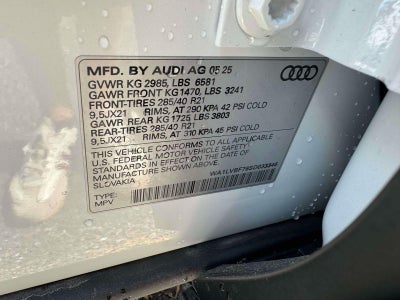 MFD. BY AUDI AG 05 25
GVWR KG 2985, LBS 6581
GAWR FRONT KG1470, LBS 3241
FRONT-TIRES 285/40 R21
9,5JX21 RIMS, AT 290 KPA 42 PSI COLD
GAWR REAR KG 1725, LBS 3803
REAR-TIRES 285/40 R21
9,5JX21 RIMS, AT 310 KPA 45 PSI COLD
THIS VEHICLE CONFORMS TO ALL APPLICABLE
U.S. FEDERAL MOTOR VEHICLE SAFETY
STANDARDS IN EFFECT ON THE DATE OF
MANUFACTURE SHOWN ABOVE.
SLOVAKIA
TYPE:
MPV